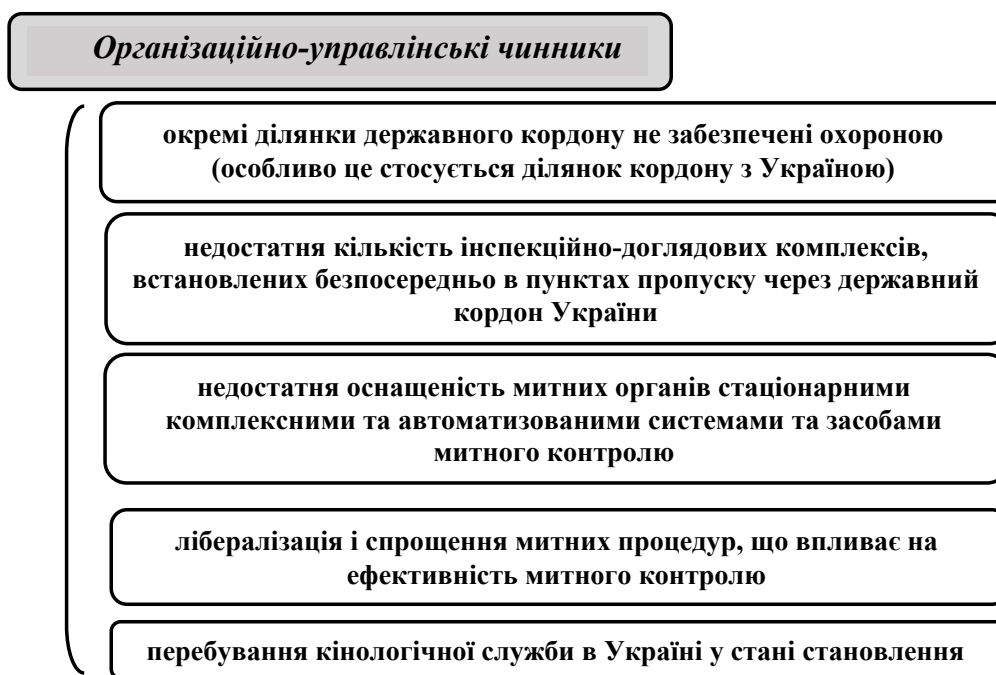 Організаційно-управлінські чинники
окремі ділянки державного кордону не забезпечені охороною
(особливо це стосується ділянок кордону з Україною)
недостатня кількість інспекційно-доглядових комплексів,
встановлених безпосередньо в пунктах пропуску через державний
кордон України
недостатня оснащеність митних органів стаціонарними
комплексними та автоматизованими системами та засобами
митного контролю
лібералізація і спрощення митних процедур, що впливає на
ефективність митного контролю
перебування кінологічної служби в Україні у стані становлення